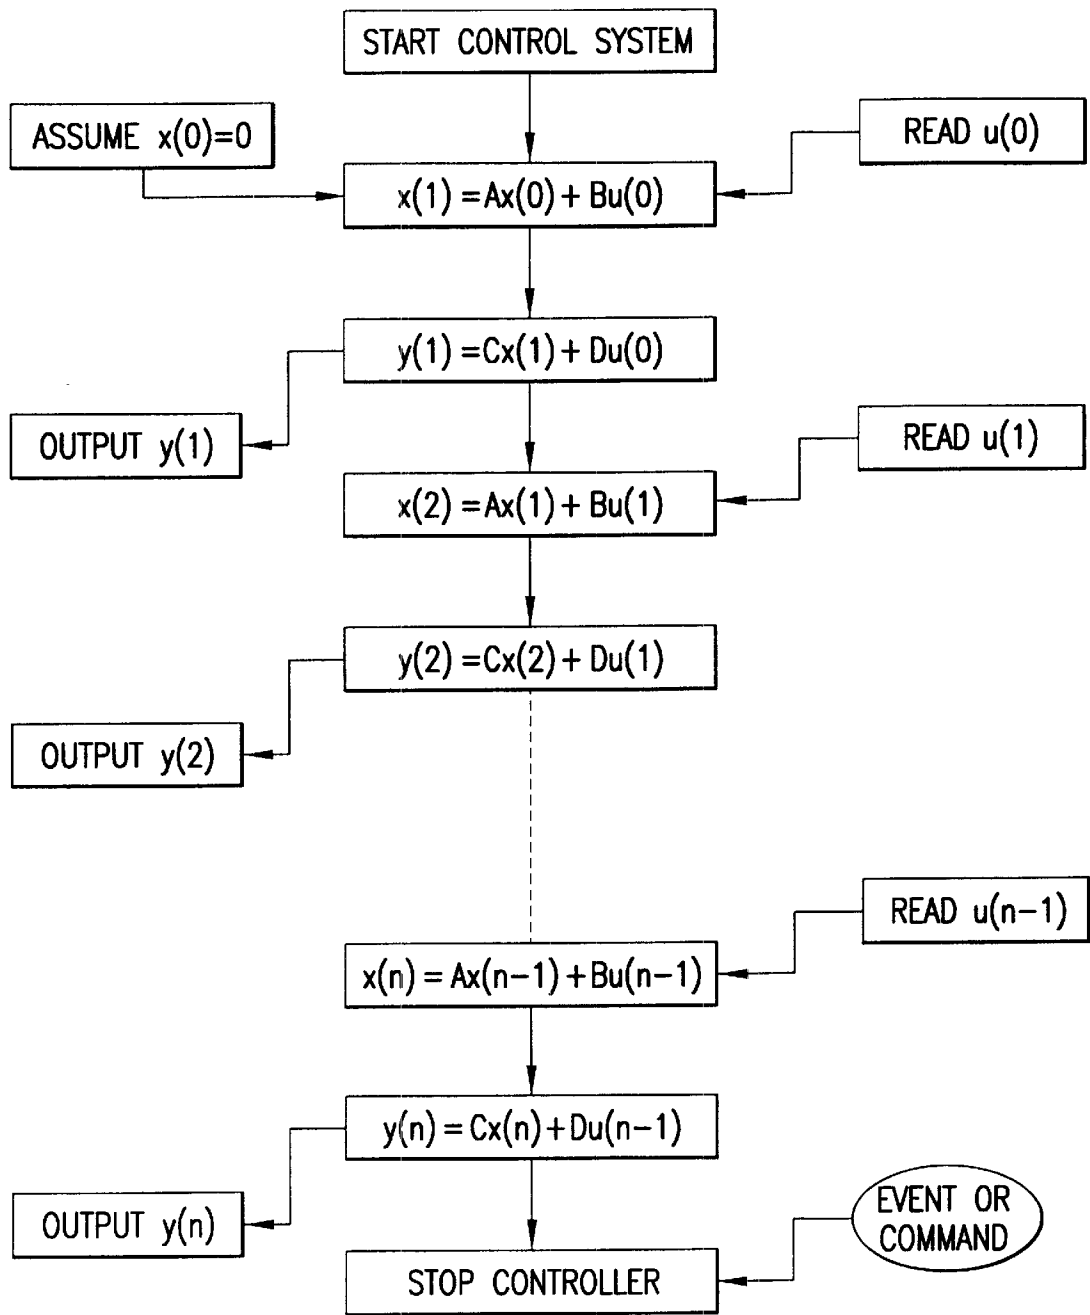 START CONTROL SYSTEM
ASSUME x(0)=0
READ u(0)
x(1)=Ax(0)+Bu(0)
y(1)=Cx(1)+Du(0)
OUTPUT y(1)
READ u(1)
x(2)=Ax(1)+Bu(1)
y(2)=Cx(2)+Du(1)
OUTPUT y(2)
READ u(n-1)
x(n)=Ax(n-1)+Bu(n-1)
y(n)=Cx(n)+Du(n-1)
OUTPUT y(n)
EVENT OR
COMMAND
STOP CONTROLLER